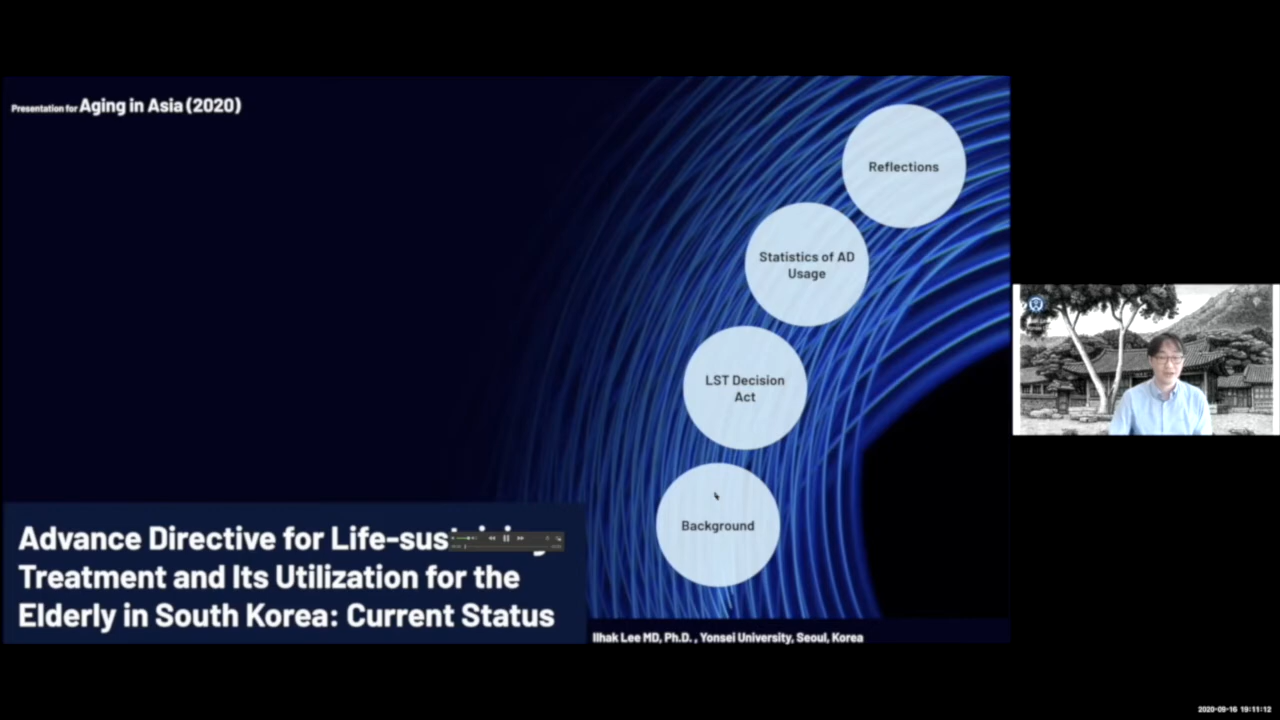 Presentation for Aging in Asia (2020)
Reflections
Statistics of AD
Usage
LST Decision
Act
Background
Advance Directive for
Treatment and Its Utilization for the
Elderly in South Korea: Current Status
Ilhak Lee MD, Ph.D. , Yonsei University, Seoul, Korea
2020-09-16 19:11:12